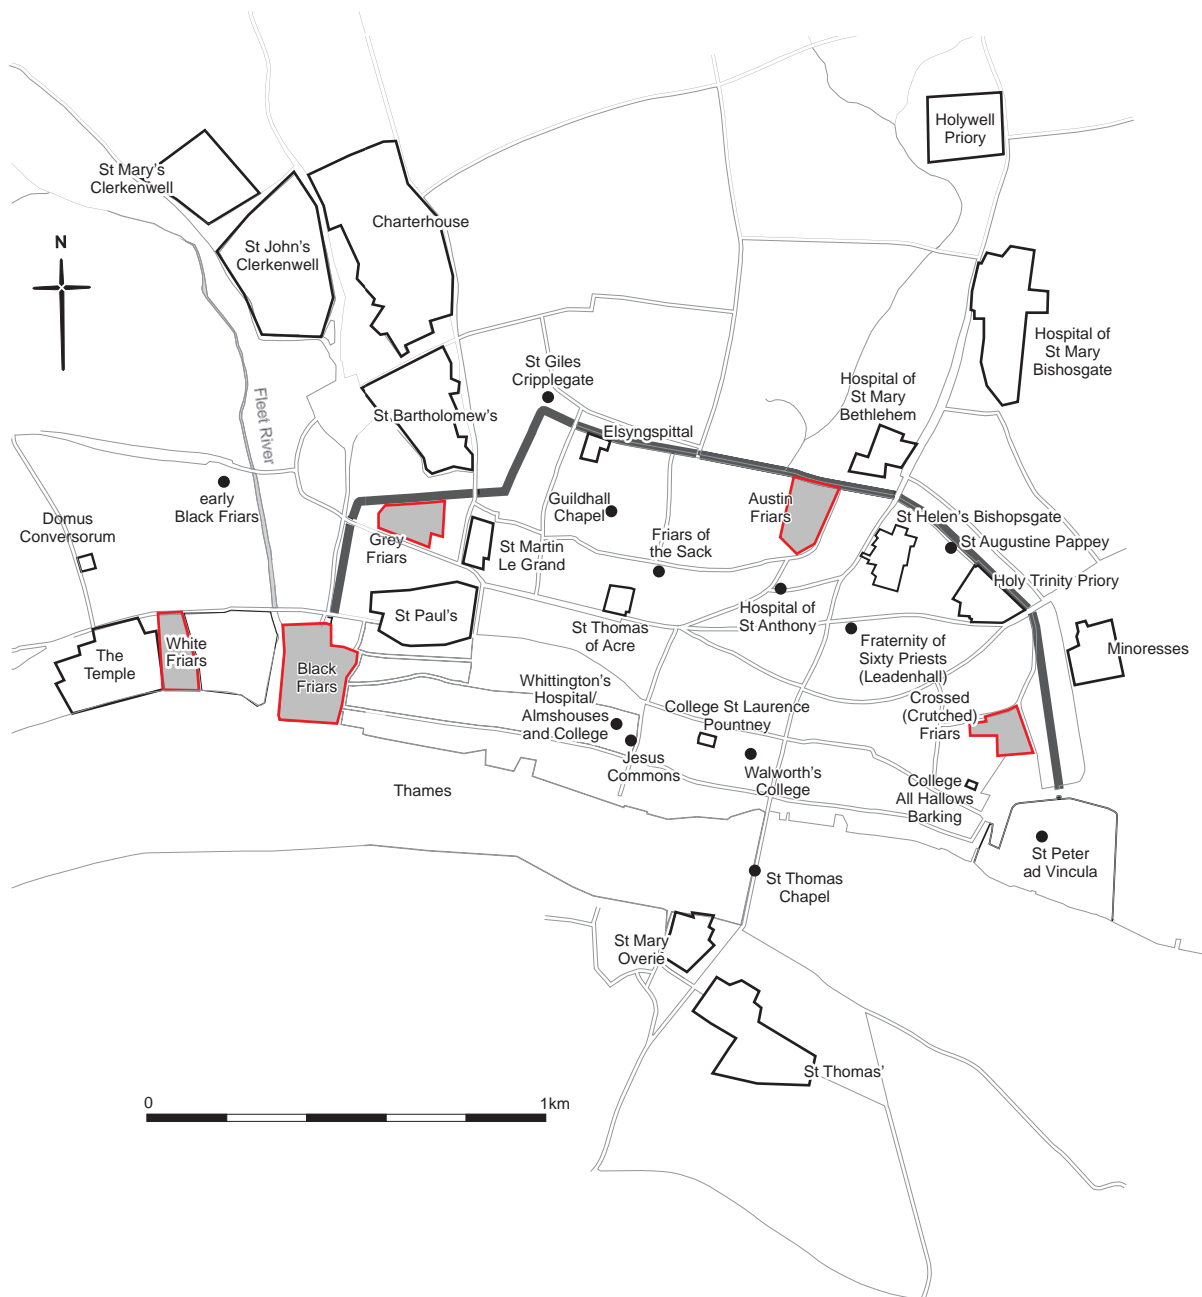 Holywell
Priory
St Mary's
Clerkenwell
Charterhouse
N
St John's
Clerkenwell
Hospital of
St Mary
Bishosgate
St Giles
Cripplegate
Hospital of
St Mary
Bethlehem
Fleet River
St Bartholomew's
Elsyngspittal
early
Black Friars
Guildhall
Chapel
Austin
Friars
Domus
Conversorum
St Helen's Bishopsgate
St Augustine Pappey
Grey
Friars
St Martin
Le Grand
Friars of
the Sack
Holy Trinity Priory
St Paul's
St Thomas
of Acre
Hospital of
St Anthony
White
Friars
The
Temple
Black
Friars
Fraternity of
Sixty Priests
(Leadenhall)
Minoresses
Whittington's
Hospital/
Almshouses
and College
College St Laurence
Pountney
Crossed
(Crutched)
Friars
Jesus
Commons
Walworth's
College
College
All Hallows
Barking
Thames
St Peter
ad Vincula
St Thomas
Chapel
St Mary
Overie
St Thomas'
0
1km